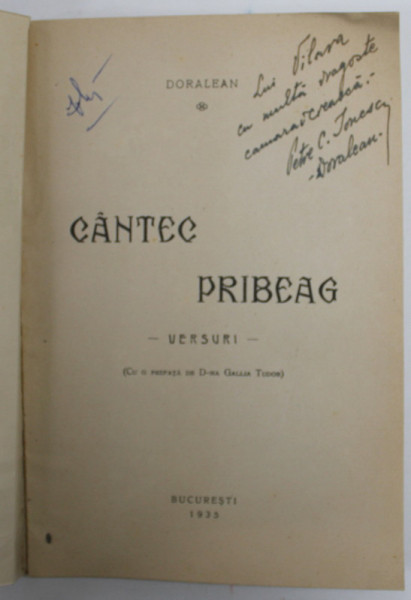 DORALEAN
Lui Vilara
cu multă dragoste
camaraderească.-
Petre C. Ionescu
-Doralean.
CÂNTEC
PRIBEAG
— VERSURI —
(Cu o prefață de D-na Gallia Tudor)
BUCUREȘTI
1935